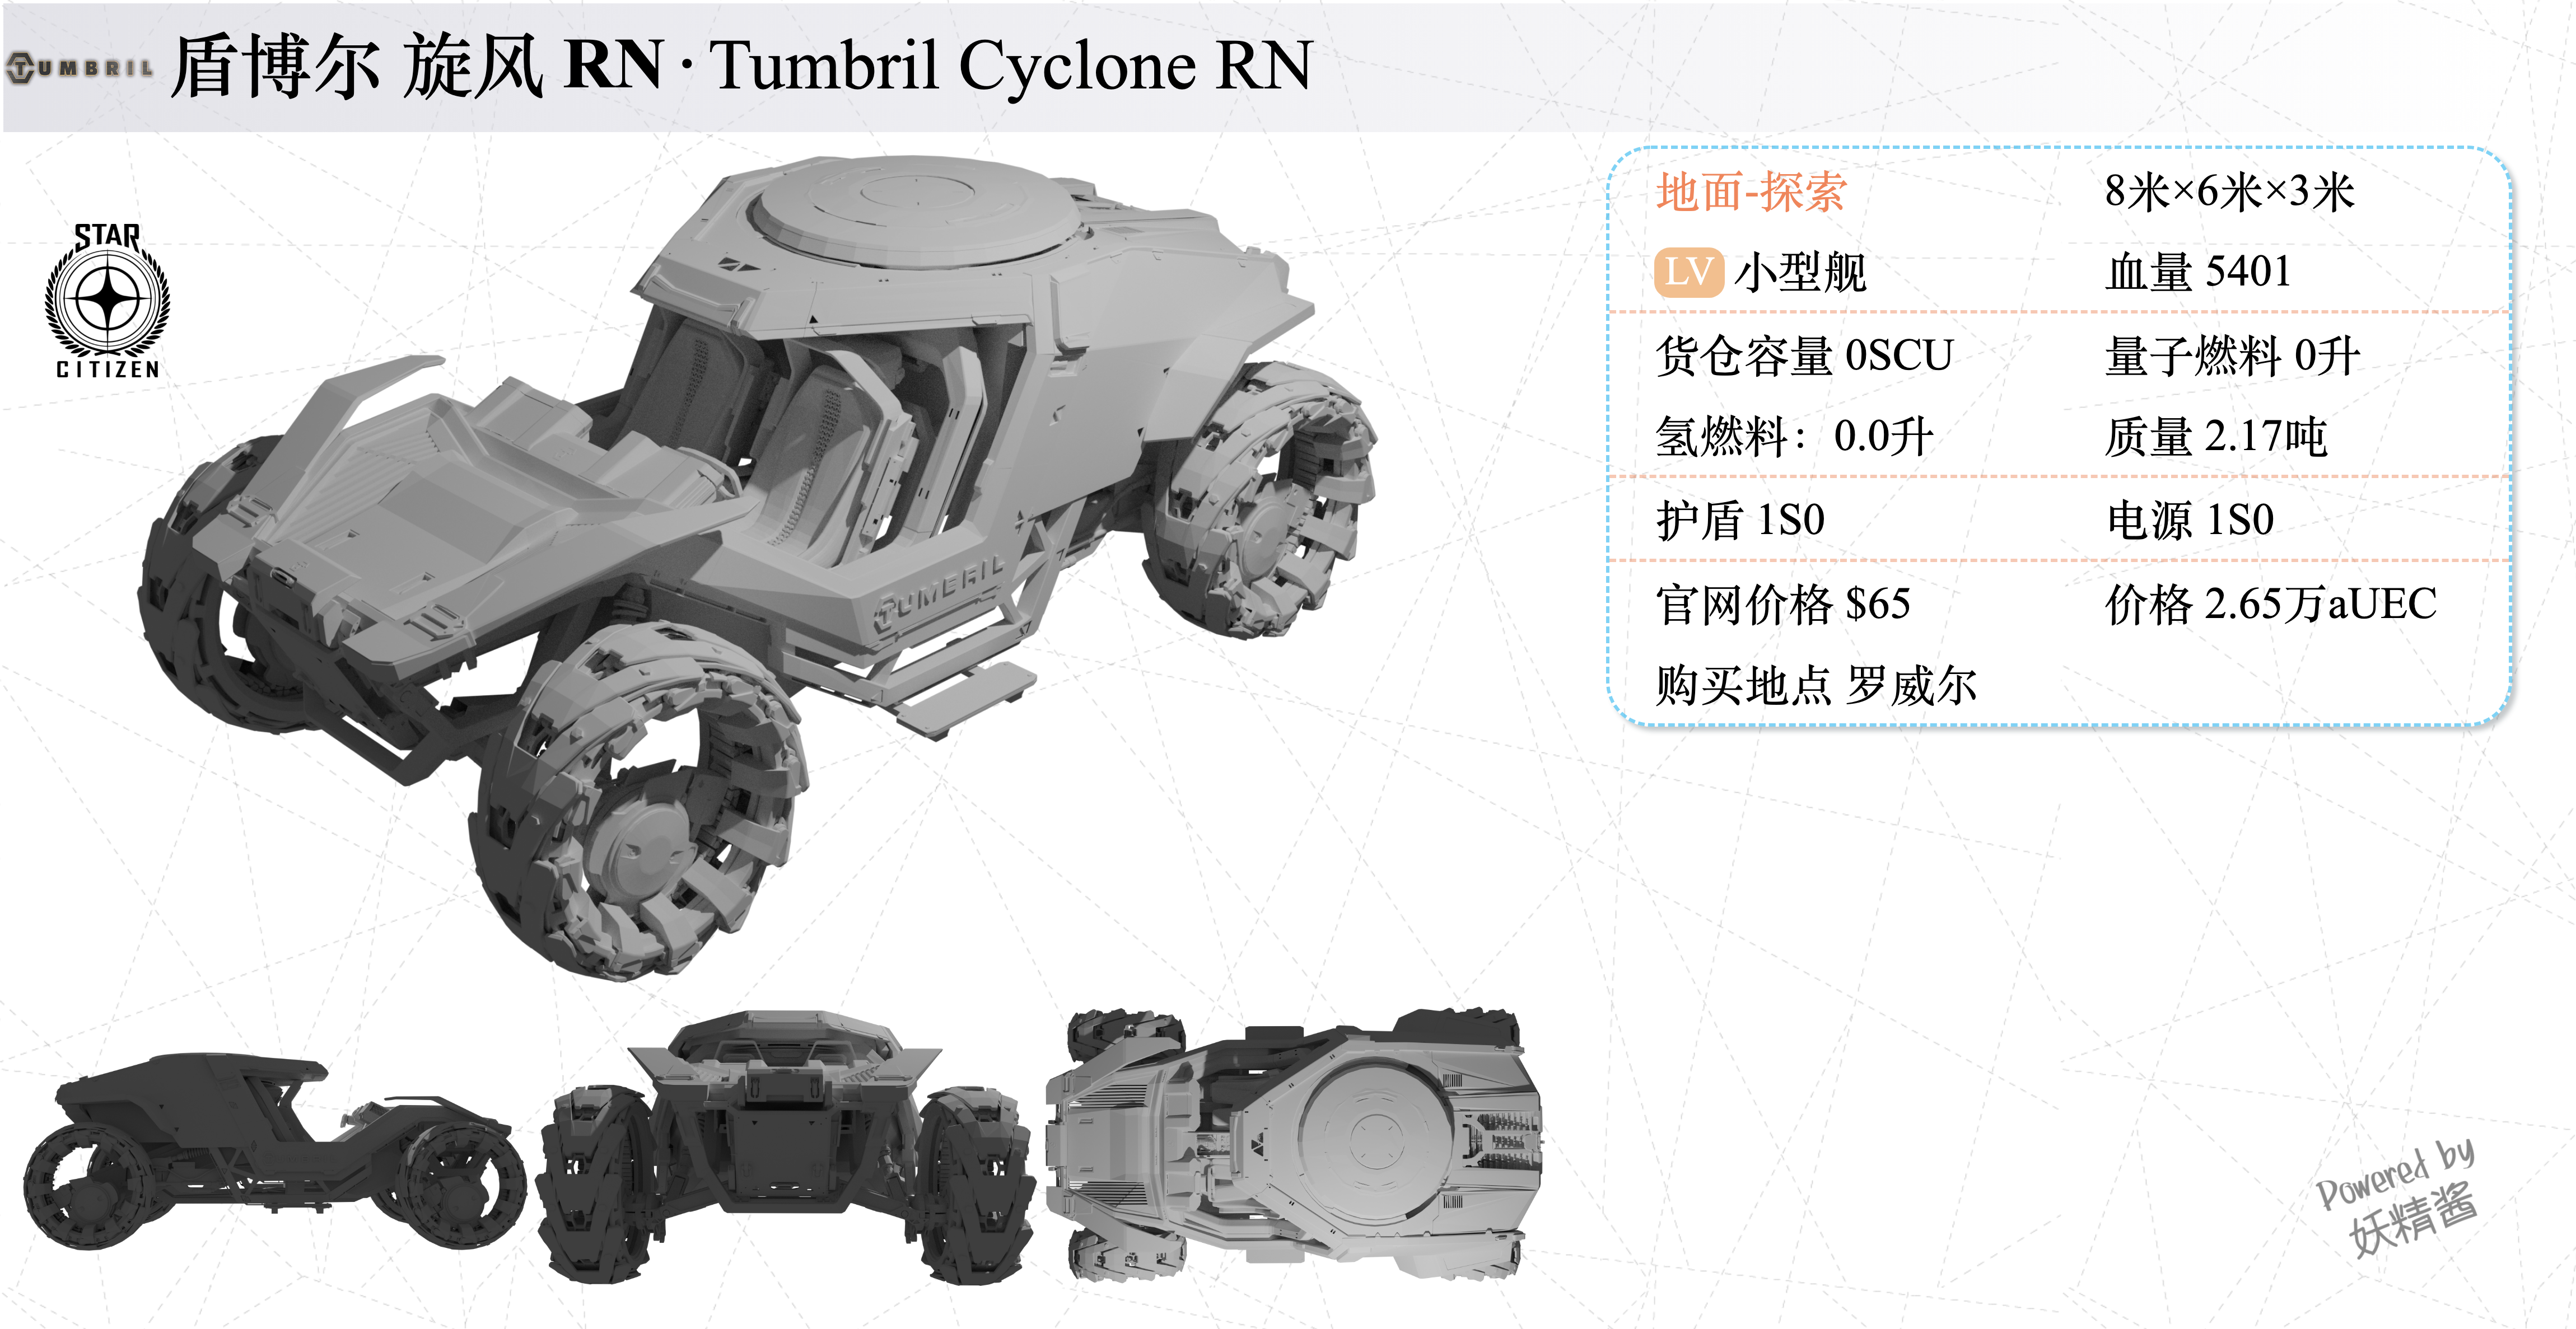 TUMBRIL 盾博尔 旋风 RN · Tumbril Cyclone RN
STAR
CITIZEN
地面-探索 8米×6米×3米
LV 小型舰 血量 5401
货仓容量 0SCU 量子燃料 0升
氢燃料：0.0升 质量 2.17吨
护盾 1S0 电源 1S0
官网价格 $65 价格 2.65万aUEC
购买地点 罗威尔
TUMBRIL
Powered by
妖精酱